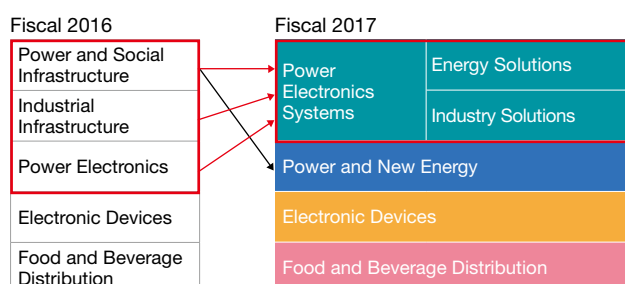 Fiscal 2016
Power and Social
Infrastructure
Industrial
Infrastructure
Power Electronics
Electronic Devices
Food and Beverage
Distribution
Fiscal 2017
Power
Electronics
Systems
Energy Solutions
Industry Solutions
Power and New Energy
Electronic Devices
Food and Beverage Distribution